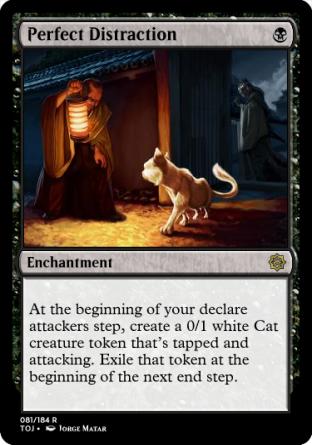 Perfect Distraction
Enchantment
At the beginning of your declare
attackers step, create a 0/1 white Cat
creature token that's tapped and
attacking. Exile that token at the
beginning of the next end step.
081/184 R
TOJ • Jorge Matar